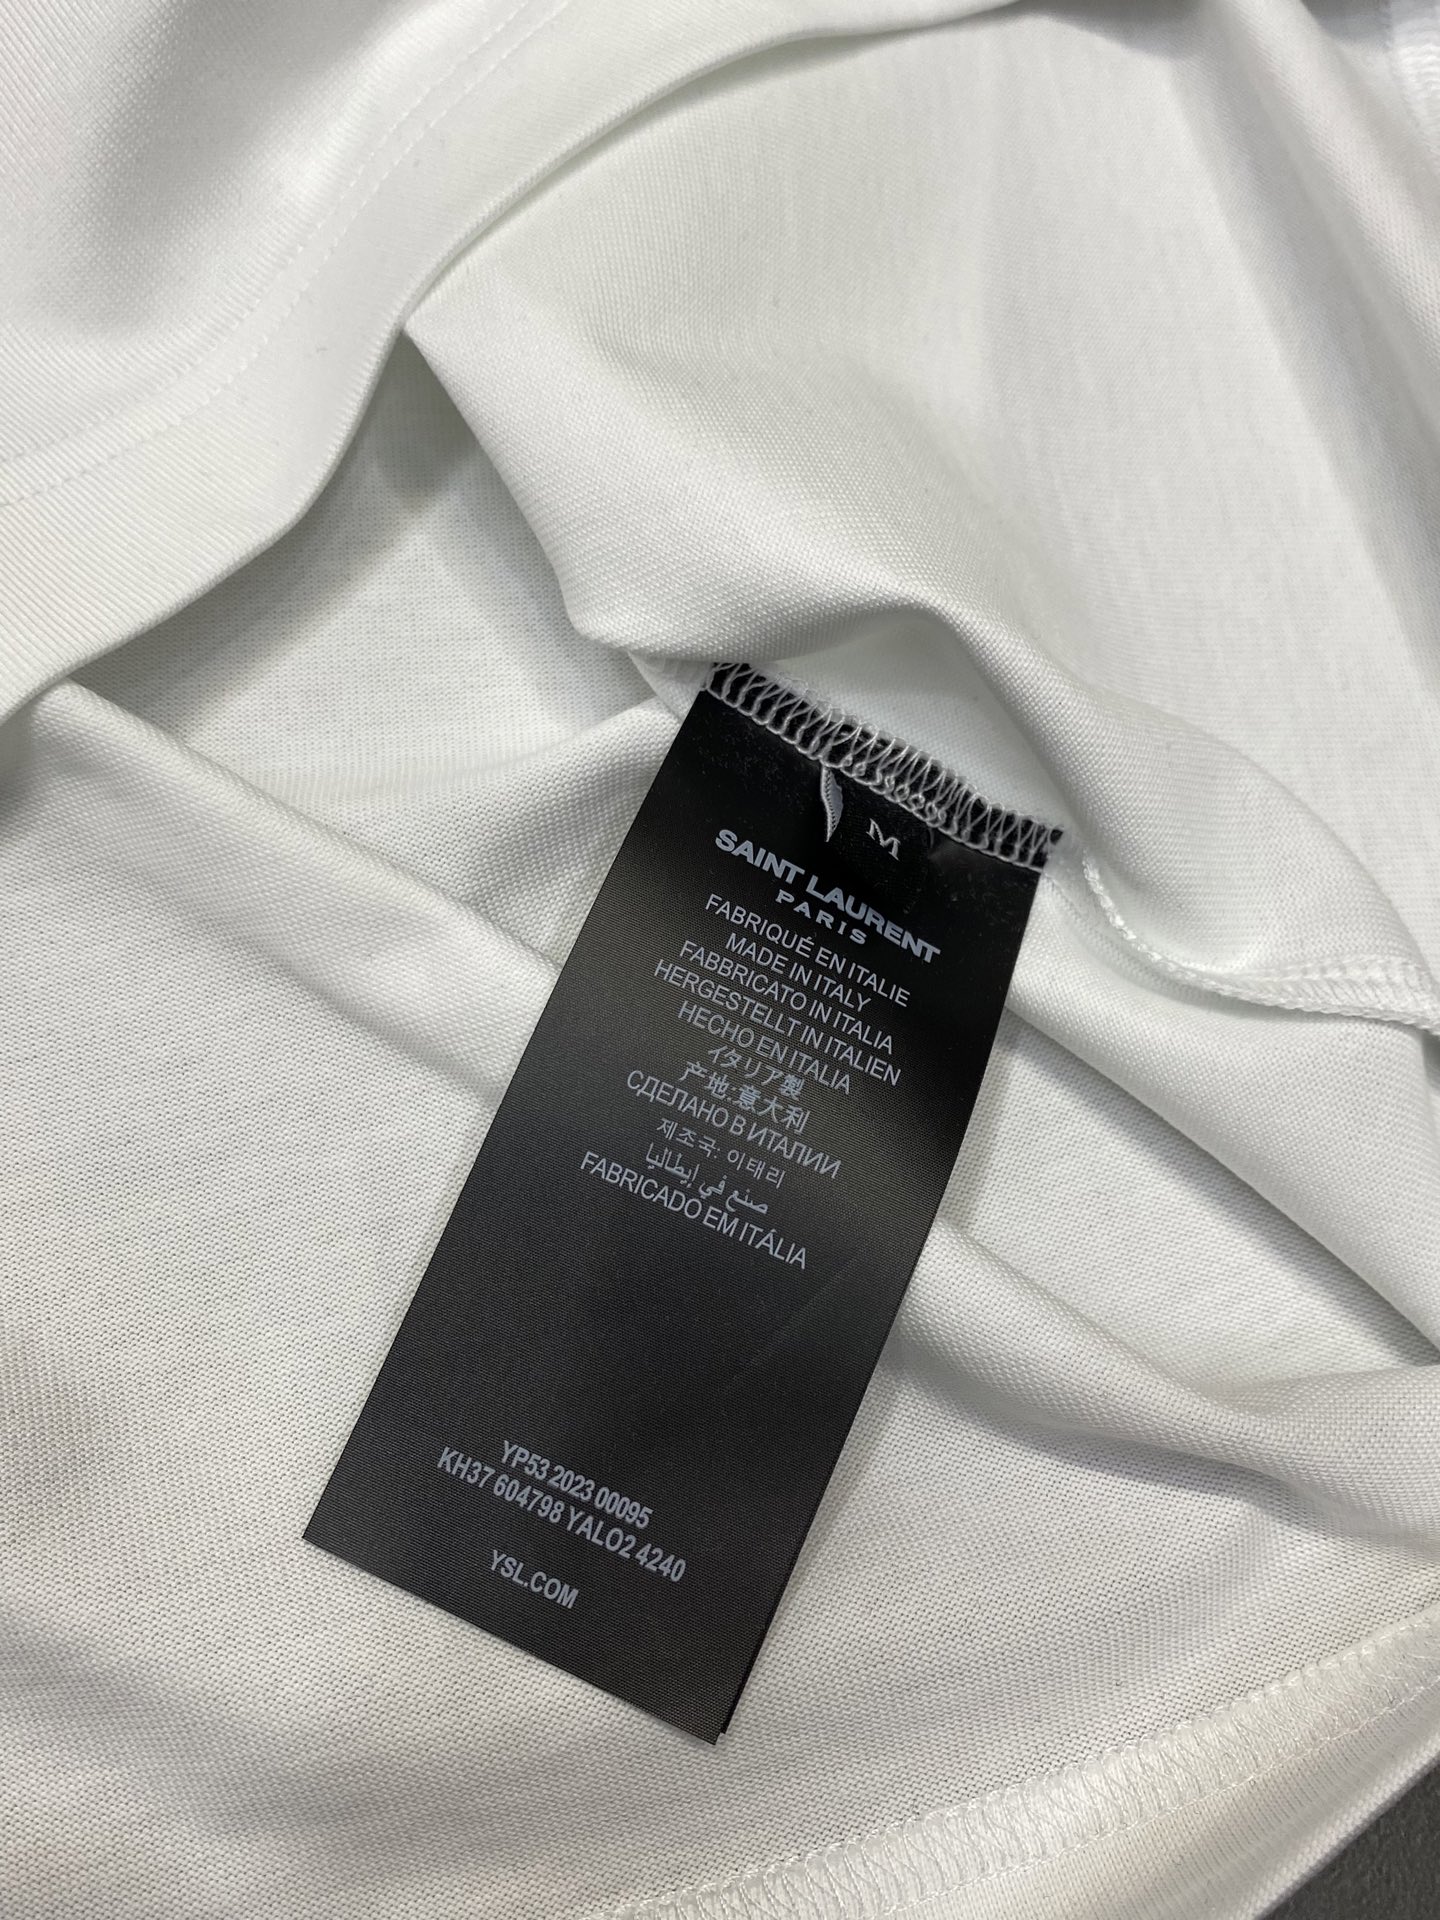 M
SAINT LAURENT
PARIS
FABRIQUÉ EN ITALIE
MADE IN ITALY
FABBRICATO IN ITALIA
HERGESTELLT IN ITALIEN
HECHO EN ITALIA
イタリア製
产地:意大利
СДЕЛАНО В ИТАЛИИ
제조국: 이태리
صنع في إيطاليا
FABRICADO EM ITÁLIA
YP53 2023 00095
KH37 604798 YALO2 4240
YSL.COM